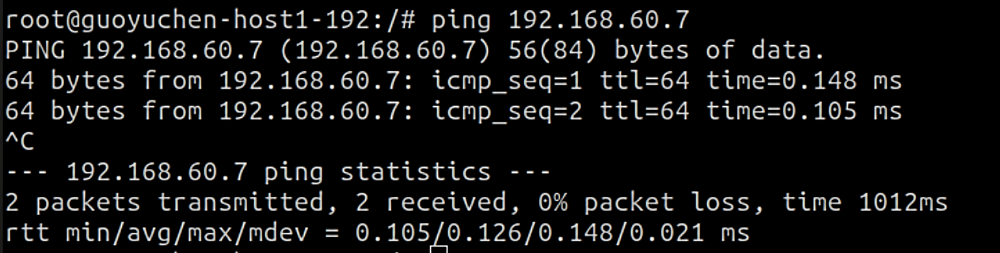 root@guoyuchen-host1-192:/# ping 192.168.60.7
PING 192.168.60.7 (192.168.60.7) 56(84) bytes of data.
64 bytes from 192.168.60.7: icmp_seq=1 ttl=64 time=0.148 ms
64 bytes from 192.168.60.7: icmp_seq=2 ttl=64 time=0.105 ms
^C
--- 192.168.60.7 ping statistics ---
2 packets transmitted, 2 received, 0% packet loss, time 1012ms
rtt min/avg/max/mdev = 0.105/0.126/0.148/0.021 ms